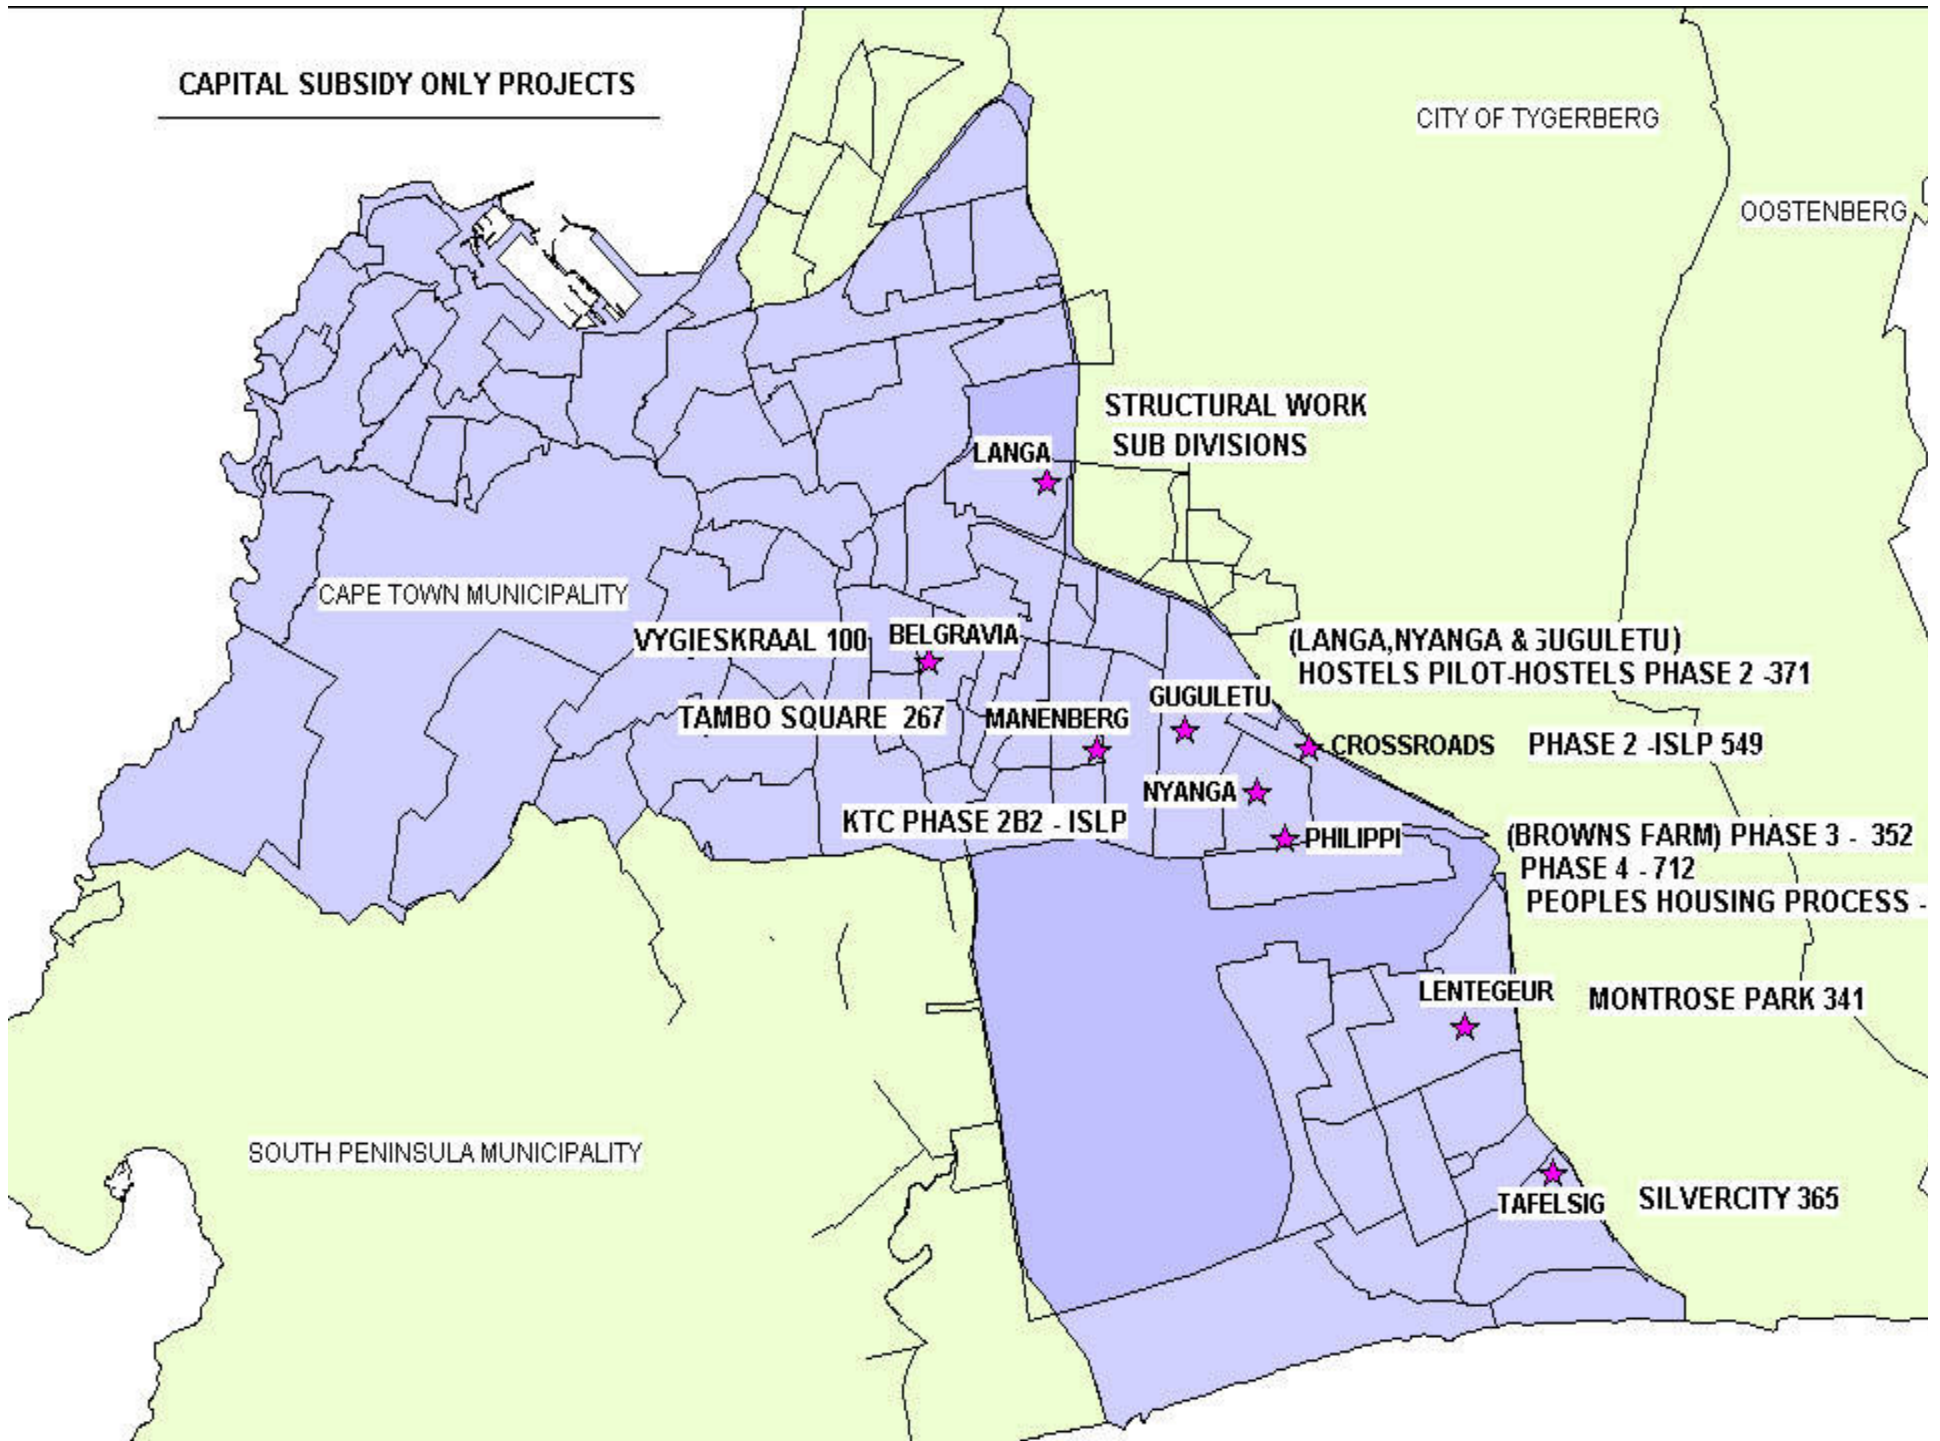 CAPITAL SUBSIDY ONLY PROJECTS
CITY OF TYGERBERG
OOSTENBERG
STRUCTURAL WORK
SUB DIVISIONS
LANGA
CAPE TOWN MUNICIPALITY
VYGIESKRAAL 100
BELGRAVIA
(LANGA,NYANGA & GUGULETU)
HOSTELS PILOT-HOSTELS PHASE 2 -371
GUGULETU
TAMBO SQUARE 267
MANENBERG
CROSSROADS
PHASE 2 -ISLP 549
NYANGA
KTC PHASE 2B2 - ISLP
PHILIPPI
(BROWNS FARM) PHASE 3 - 352
PHASE 4 - 712
PEOPLES HOUSING PROCESS -
LENTEGEUR
MONTROSE PARK 341
SOUTH PENINSULA MUNICIPALITY
TAFELSIG
SILVERCITY 365